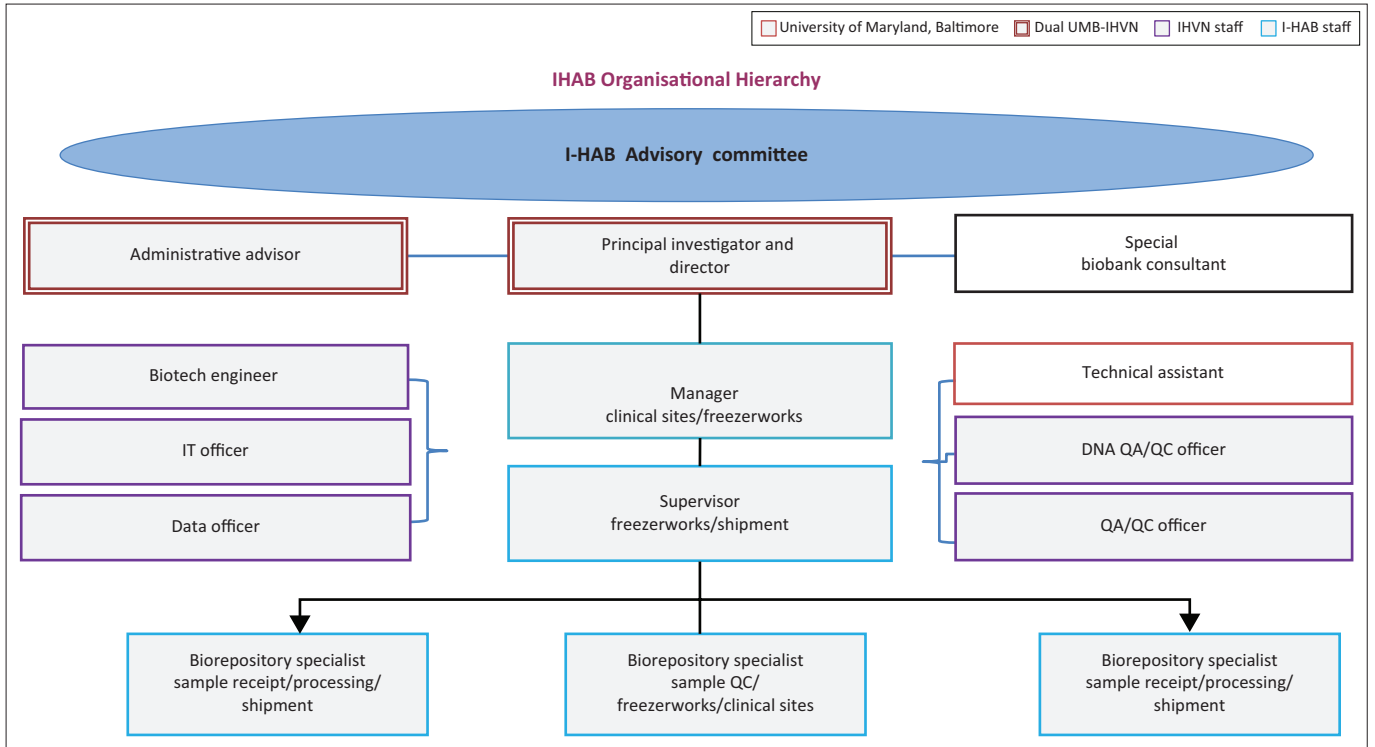 University of Maryland, Baltimore Dual UMB-IHVN IHVN staff I-HAB staff
IHAB Organisational Hierarchy
I-HAB Advisory committee
Administrative advisor
Principal investigator and
director
Special
biobank consultant
Biotech engineer
IT officer
Data officer
Manager
clinical sites/freezerworks
Supervisor
freezerworks/shipment
Technical assistant
DNA QA/QC officer
QA/QC officer
Biorepository specialist
sample receipt/processing/
shipment
Biorepository specialist
sample QC/
freezerworks/clinical sites
Biorepository specialist
sample receipt/processing/
shipment